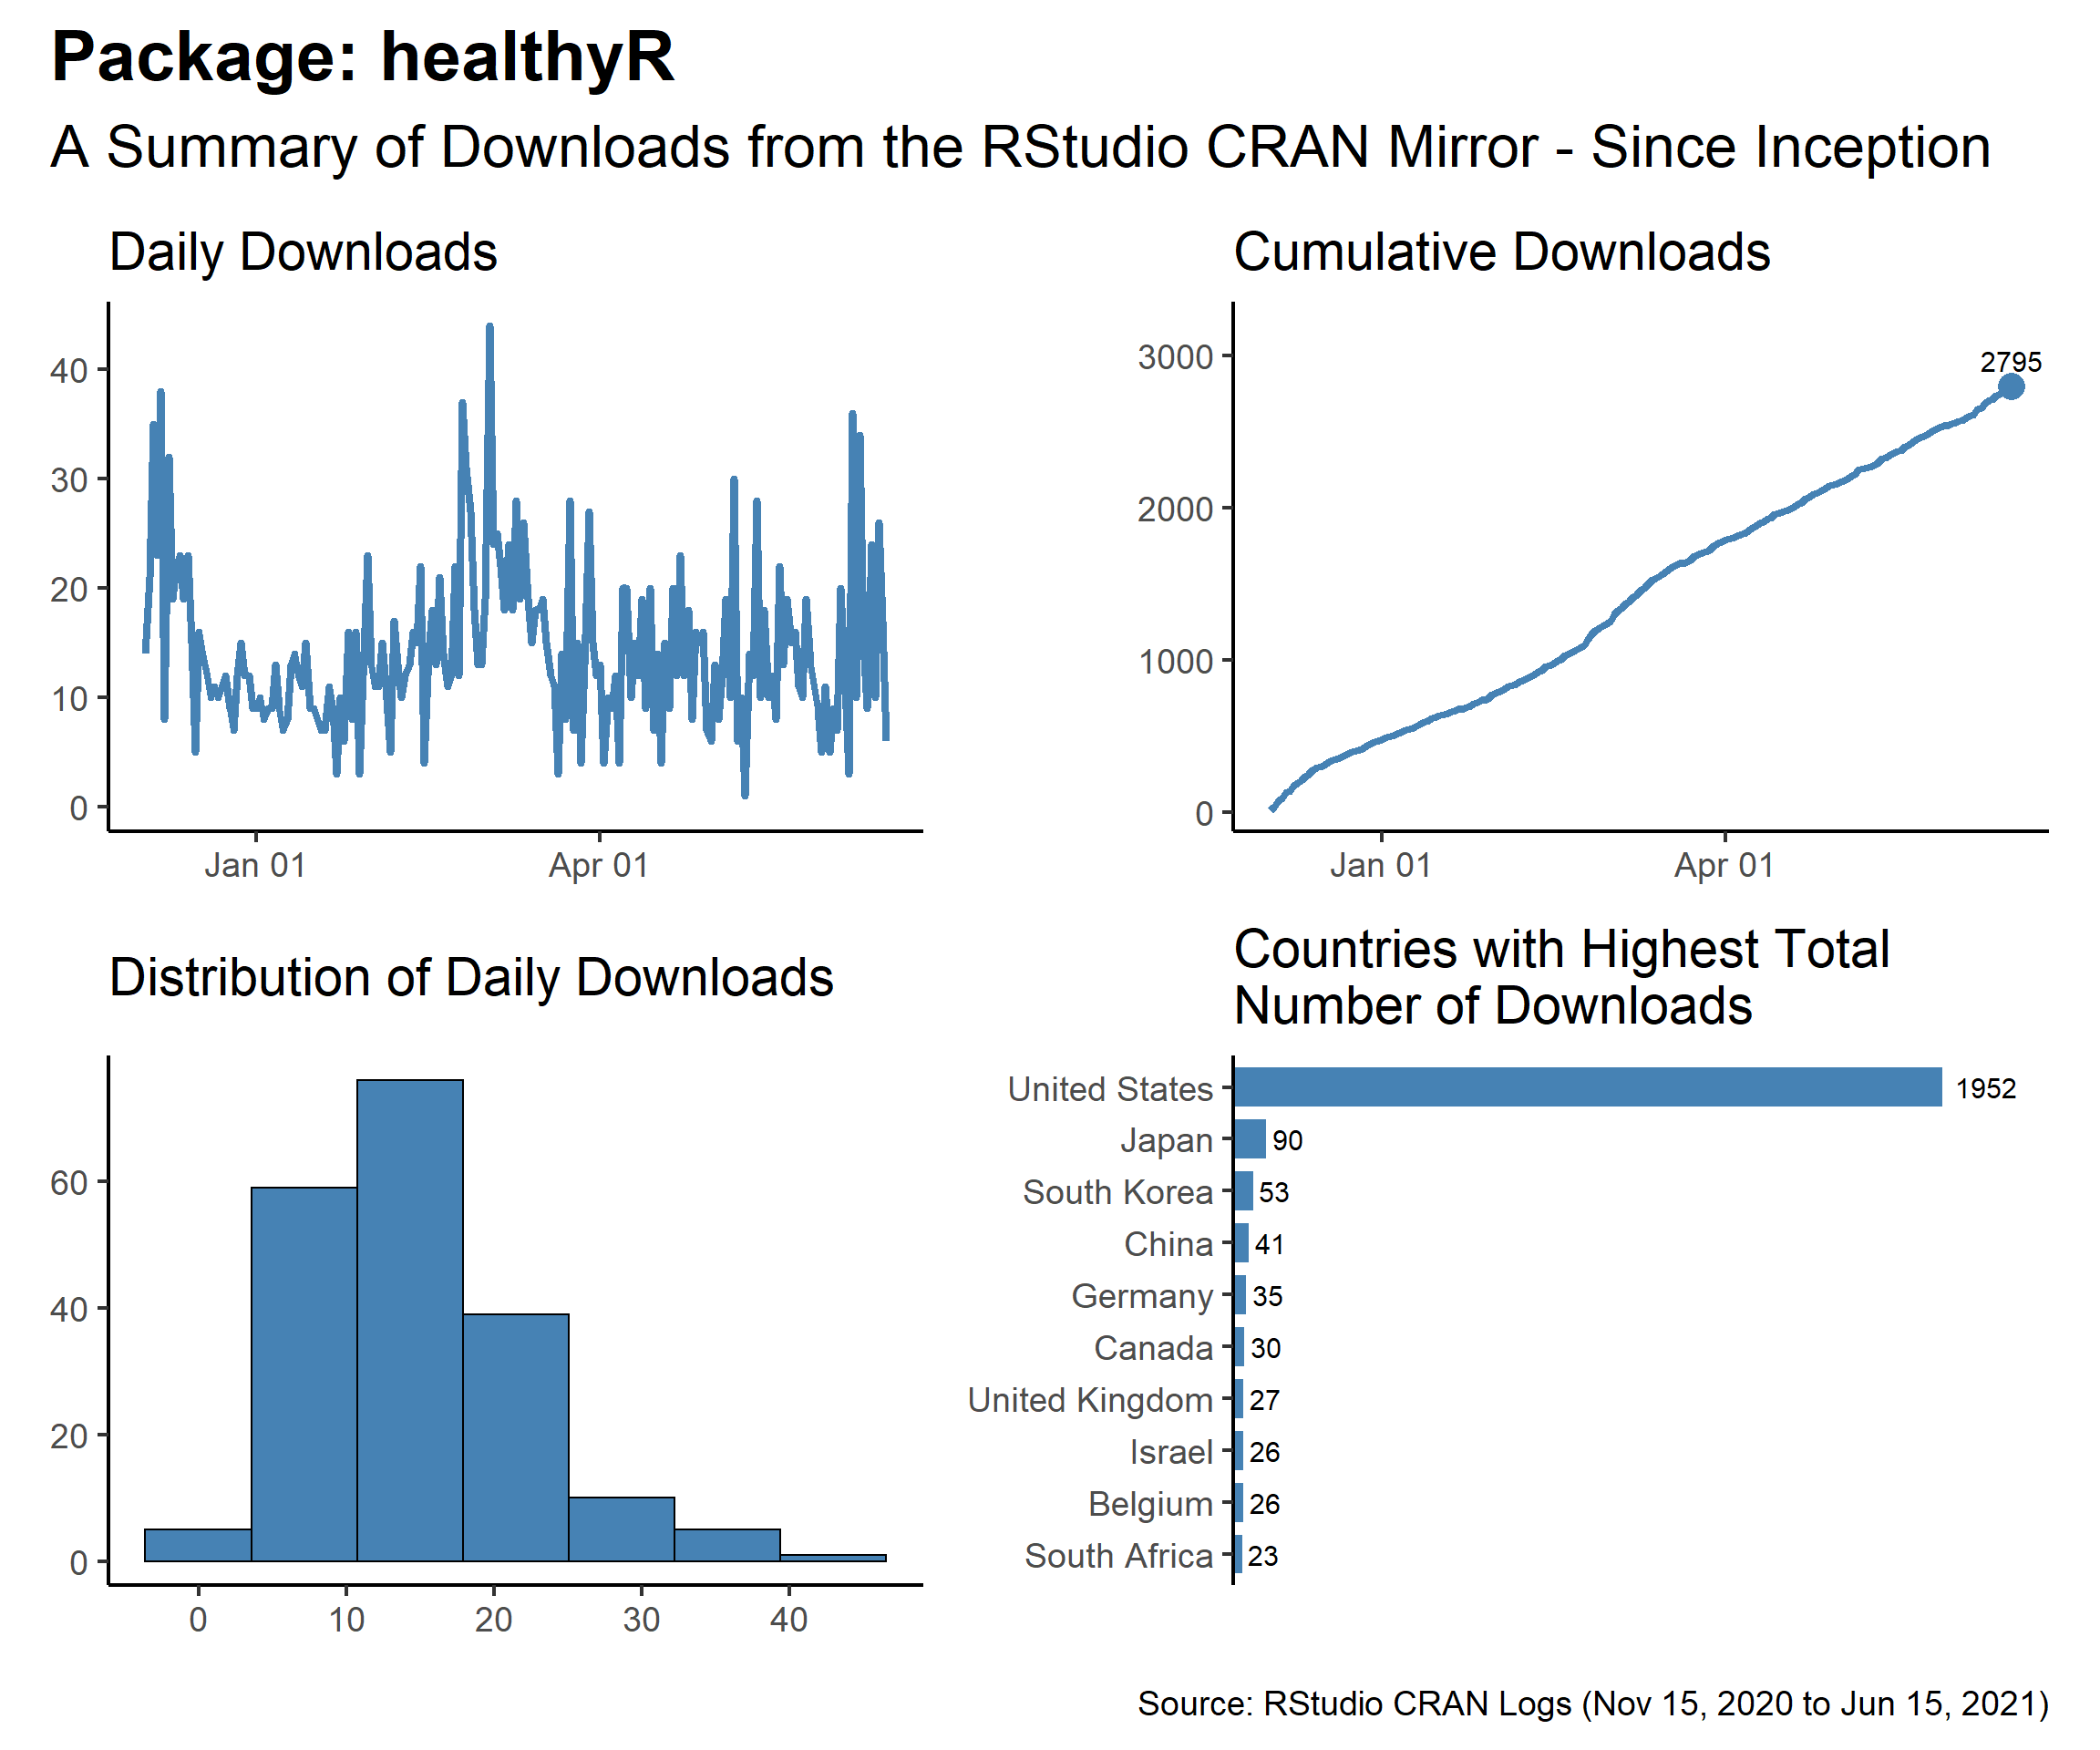 Package: healthyR
A Summary of Downloads from the RStudio CRAN Mirror - Since Inception
Daily Downloads
40
30
20
10
0
Jan 01
Apr 01
Cumulative Downloads
3000
2000
1000
0
2795
Jan 01
Apr 01
Distribution of Daily Downloads
60
40
20
0
0
10
20
30
40
Countries with Highest Total
Number of Downloads
United States 1952
Japan 90
South Korea 53
China 41
Germany 35
Canada 30
United Kingdom 27
Israel 26
Belgium 26
South Africa 23
Source: RStudio CRAN Logs (Nov 15, 2020 to Jun 15, 2021)